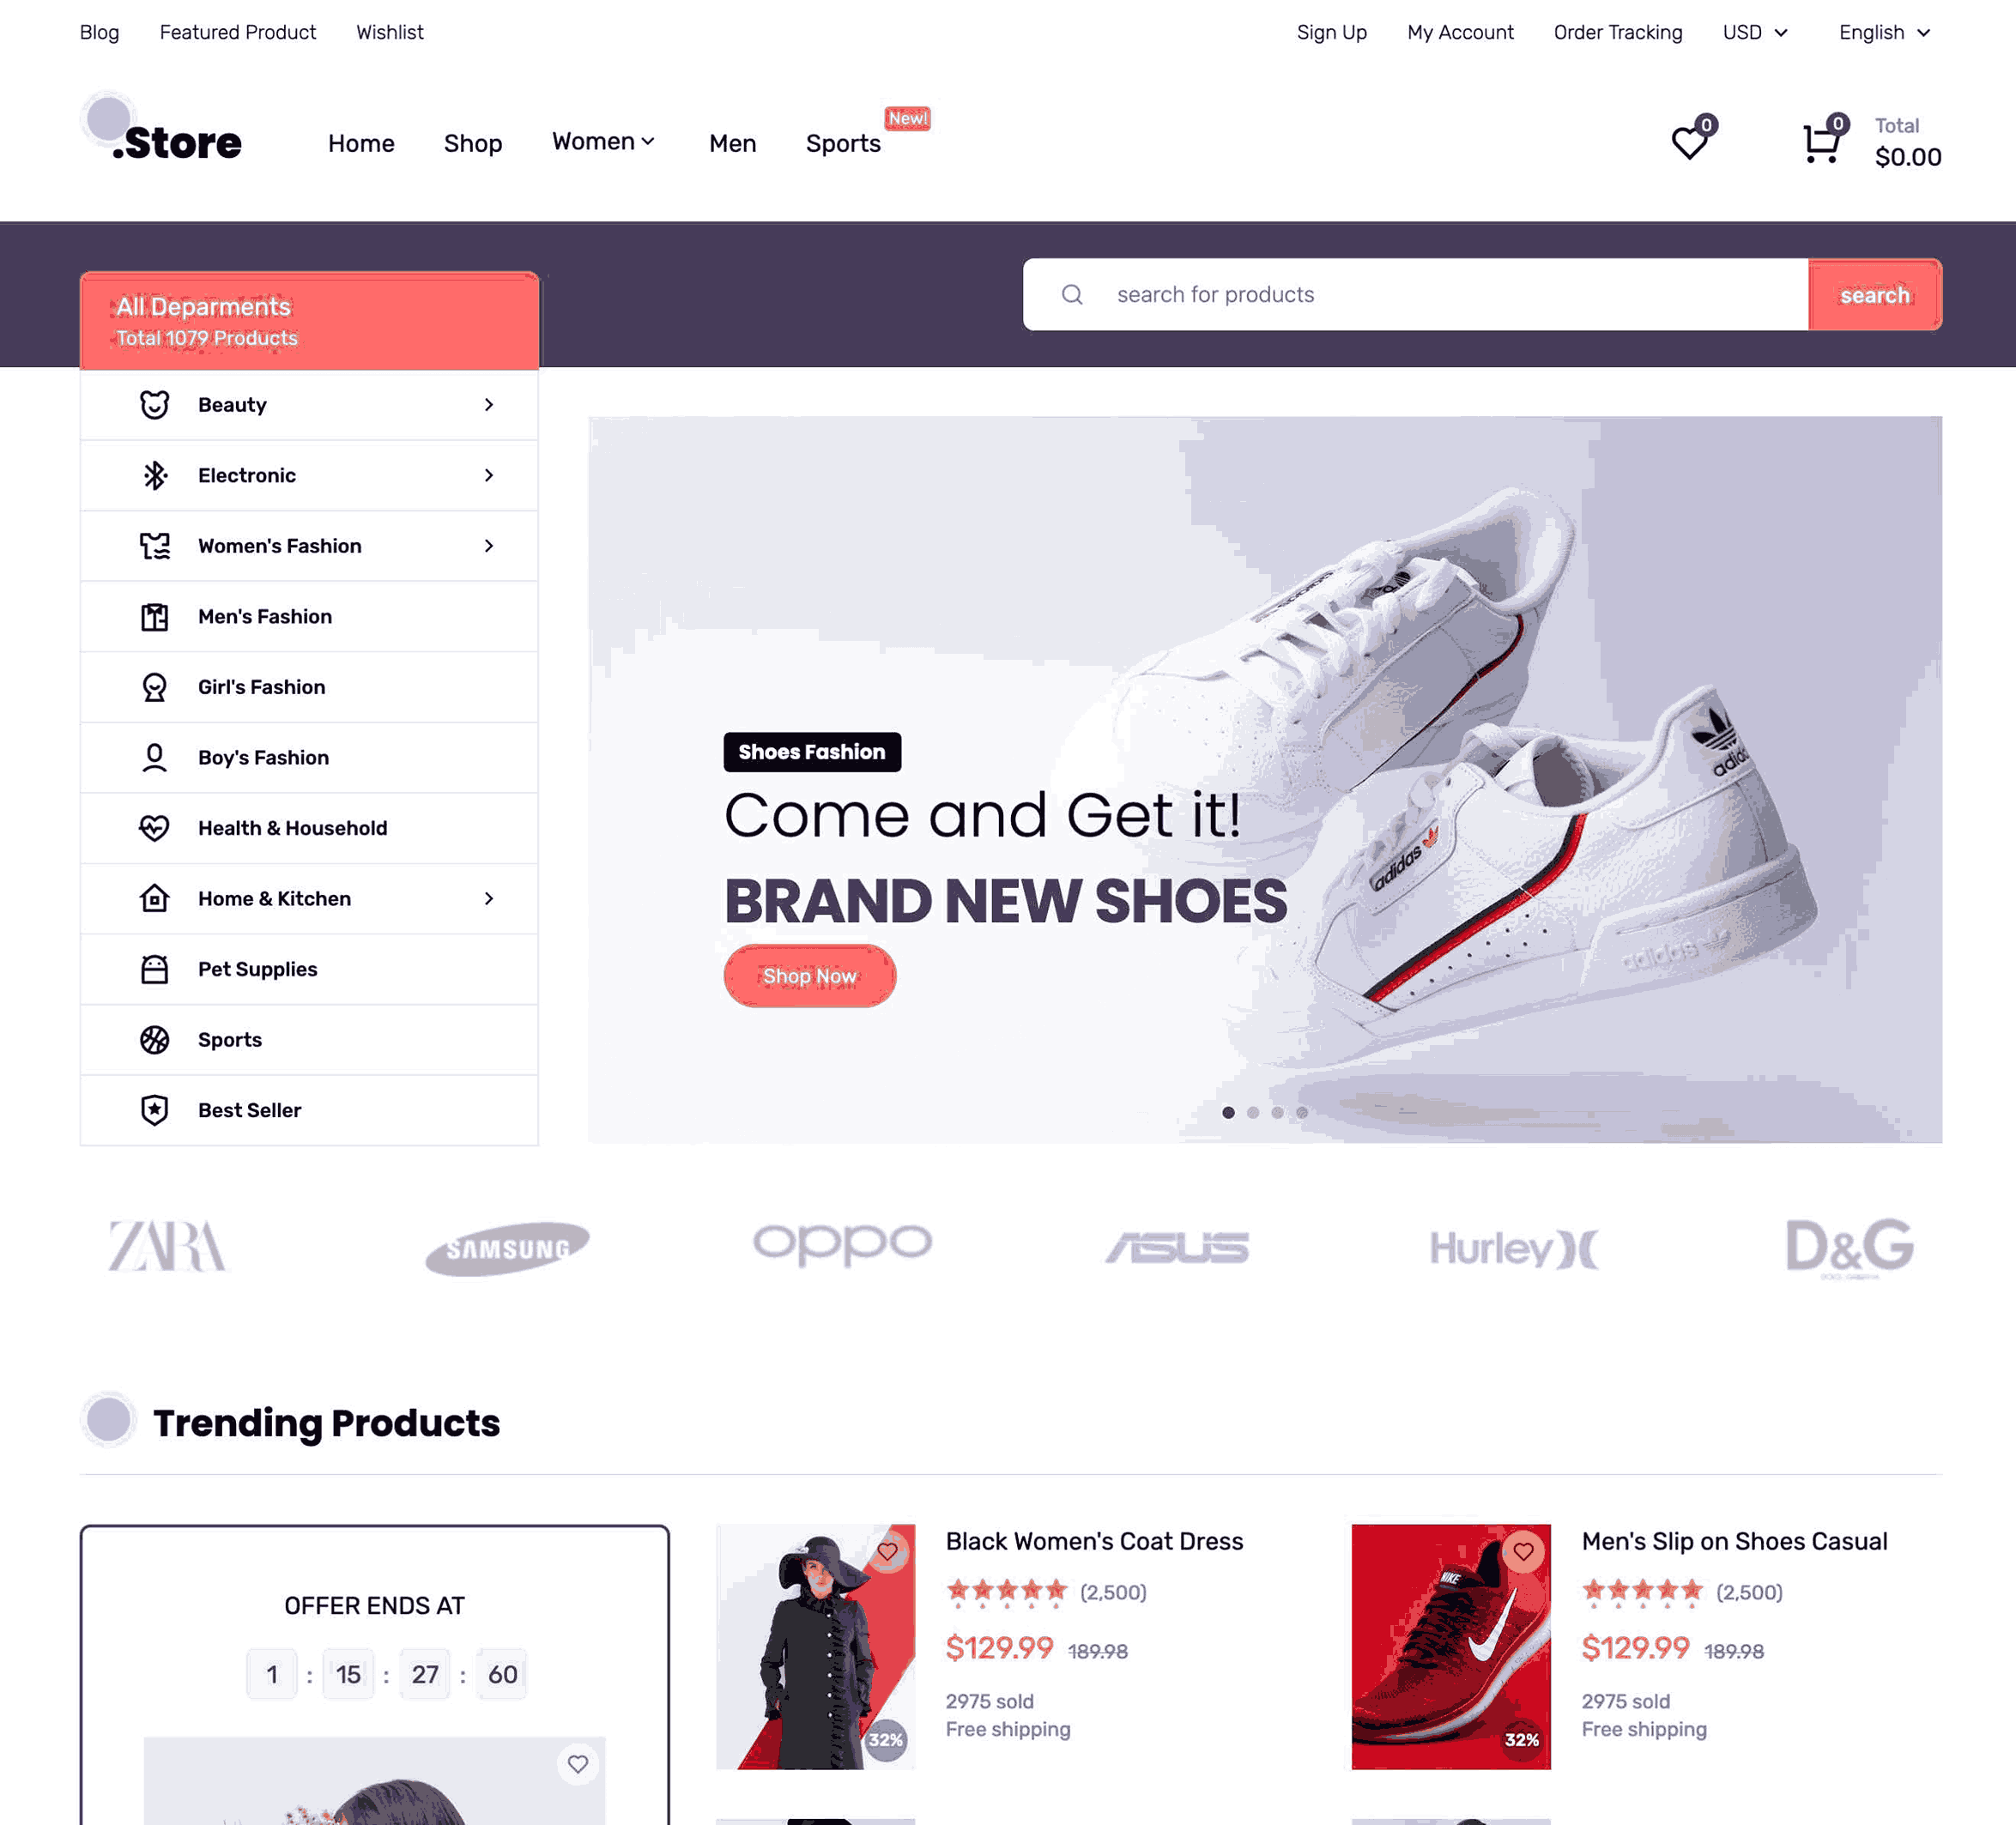 Blog Featured Product Wishlist Sign Up My Account Order Tracking USD English
.Store Home Shop Women Men Sports New! 0 0 Total
$0.00
search for products search
All Deparments
Total 1079 Products
Beauty
Electronic
Women's Fashion
Men's Fashion
Girl's Fashion
Boy's Fashion
Health & Household
Home & Kitchen
Pet Supplies
Sports
Best Seller
Shoes Fashion
Come and Get it!
BRAND NEW SHOES
Shop Now
adidas
adidas
adidas
ZARA SAMSUNG oppo ASUS Hurley D&G
DOLCE & GABBANA
Trending Products
OFFER ENDS AT
1 : 15 : 27 : 60
Black Women's Coat Dress
(2,500)
$129.99 189.98
2975 sold
Free shipping
32%
Men's Slip on Shoes Casual
(2,500)
$129.99 189.98
2975 sold
Free shipping
NIKE
32%